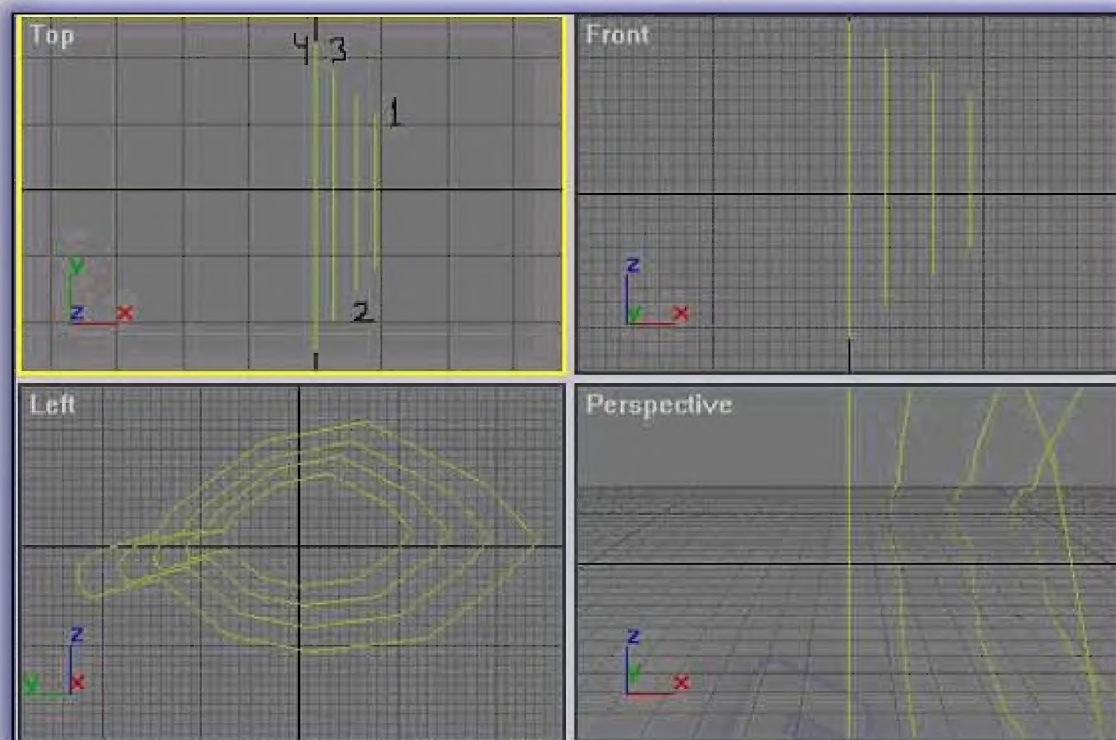 Top
4 3
1
2
y
z x
Front
z
y x
Left
z
y x
Perspective
z
y x